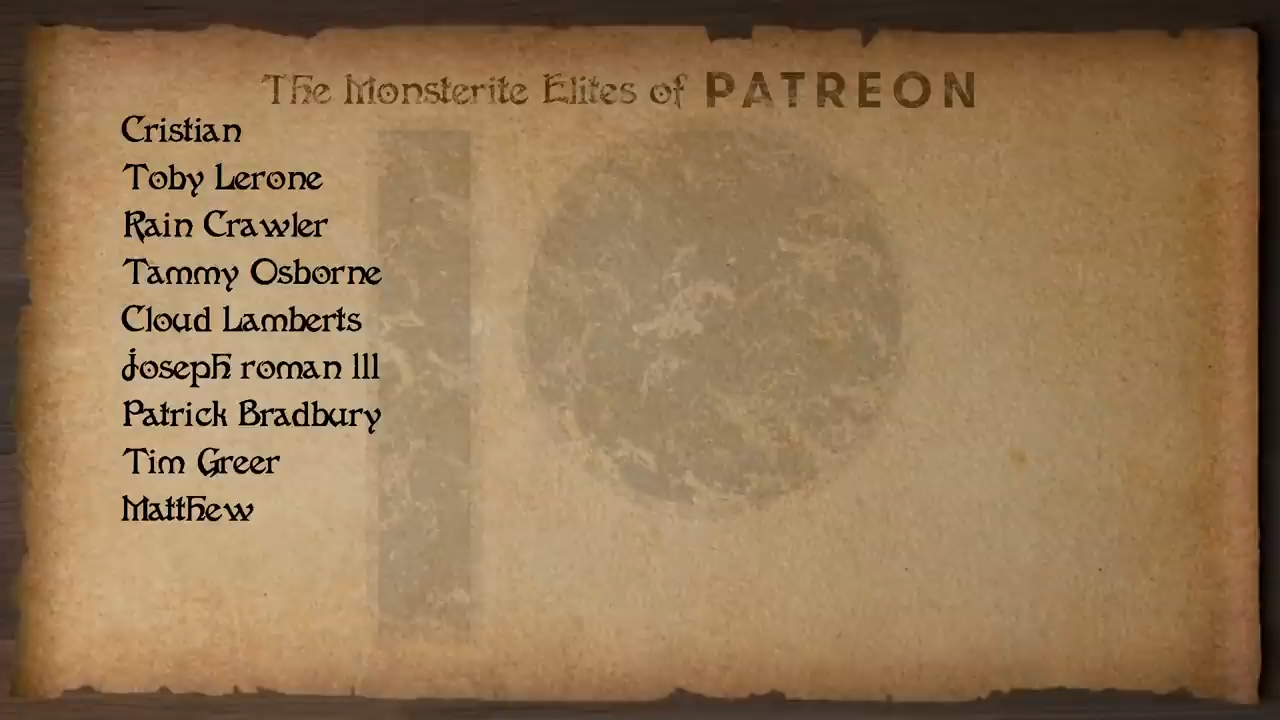 The Monsterite Elites of PATREON
Cristian
Toby Lerone
Rain Crawler
Tammy Osborne
Cloud Lamberts
Joseph roman lll
Patrick Bradbury
Tim Greer
Matthew